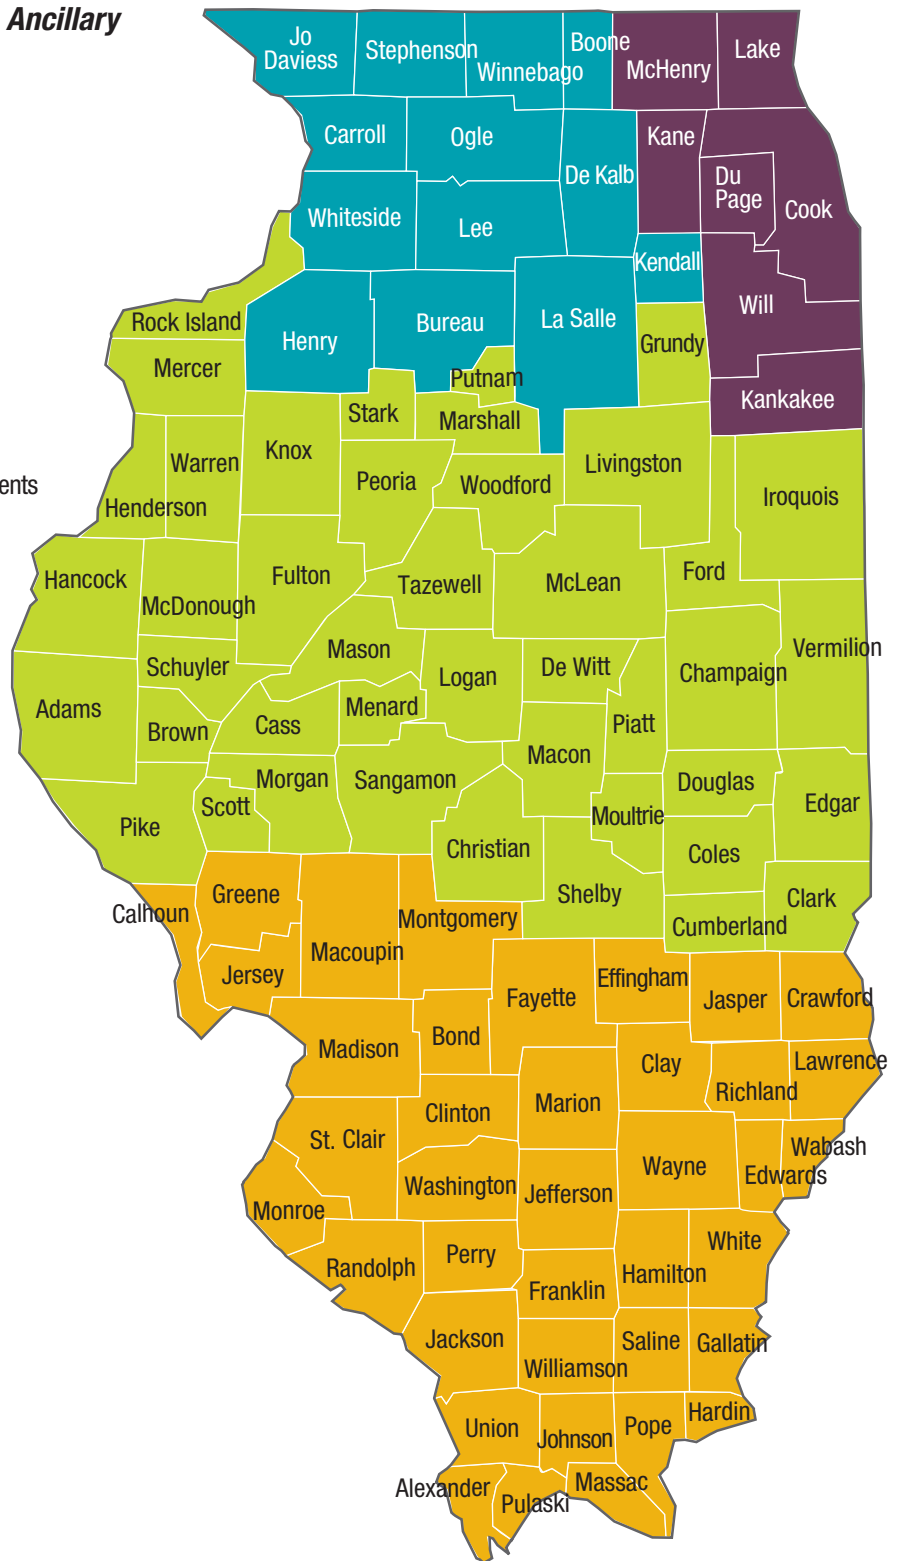 Ancillary
Jo
Daviess
Stephenson
Winnebago
Boone
McHenry
Lake
Carroll
Ogle
De Kalb
Kane
Du
Page
Cook
Whiteside
Lee
Kendall
Will
Rock Island
Henry
Bureau
La Salle
Grundy
Mercer
Putnam
Kankakee
Stark
Marshall
Warren
Knox
Peoria
Woodford
Livingston
Iroquois
ents
Henderson
Hancock
McDonough
Fulton
Tazewell
McLean
Ford
Schuyler
Mason
Logan
De Witt
Champaign
Vermilion
Adams
Brown
Cass
Menard
Macon
Piatt
Morgan
Sangamon
Douglas
Edgar
Pike
Scott
Christian
Moultrie
Coles
Shelby
Clark
Calhoun
Greene
Macoupin
Montgomery
Cumberland
Jersey
Fayette
Effingham
Jasper
Crawford
Madison
Bond
Clay
Richland
Lawrence
St. Clair
Clinton
Marion
Wabash
Washington
Jefferson
Wayne
Edwards
Monroe
Randolph
Perry
Franklin
Hamilton
White
Jackson
Williamson
Saline
Gallatin
Union
Johnson
Pope
Hardin
Alexander
Pulaski
Massac